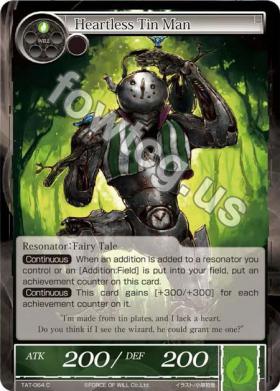 Heartless Tin Man
WILL
fowtcg.us
Resonator:Fairy Tale
Continuous When an addition is added to a resonator you
control or an [Addition:Field] is put into your field, put an
achievement counter on this card.
Continuous This card gains [+300/+300] for each
achievement counter on it.
"I'm made from tin plates, and I lack a heart.
Do you think if I see the wizard, he could grant me one?"
ATK 200/ DEF 200
TAT-064 C ©FORCE OF WILL Co.,Ltd.